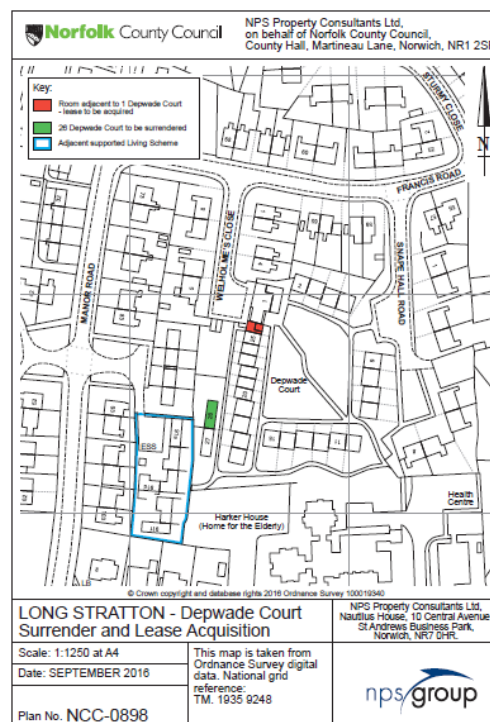 Norfolk County Council
NPS Property Consultants Ltd,
on behalf of Norfolk County Council,
County Hall, Martineau Lane, Norwich, NR1 2S
Key:
Room adjacent to 1 Depwade Court
- lease to be acquired
26 Depwade Court to be surrendered
Adjacent supported Living Scheme
N
STURMY CLOSE
FRANCIS ROAD
WELHOLME'S CLOSE
MANOR ROAD
SNAPE HALL ROAD
Depwade
Court
ESS
Harker House
(Home for the Elderly)
Health
Centre
© Crown copyright and database rights 2016 Ordnance Survey 100019340
LONG STRATTON - Depwade Court
Surrender and Lease Acquisition
NPS Property Consultants Ltd,
Nautilus House, 10 Central Avenue,
St Andrews Business Park,
Norwich, NR7 0HR.
Scale: 1:1250 at A4
Date: SEPTEMBER 2016
Plan No. NCC-0898
This map is taken from
Ordnance Survey digital
data. National grid
reference:
TM. 1935 9248
nps group